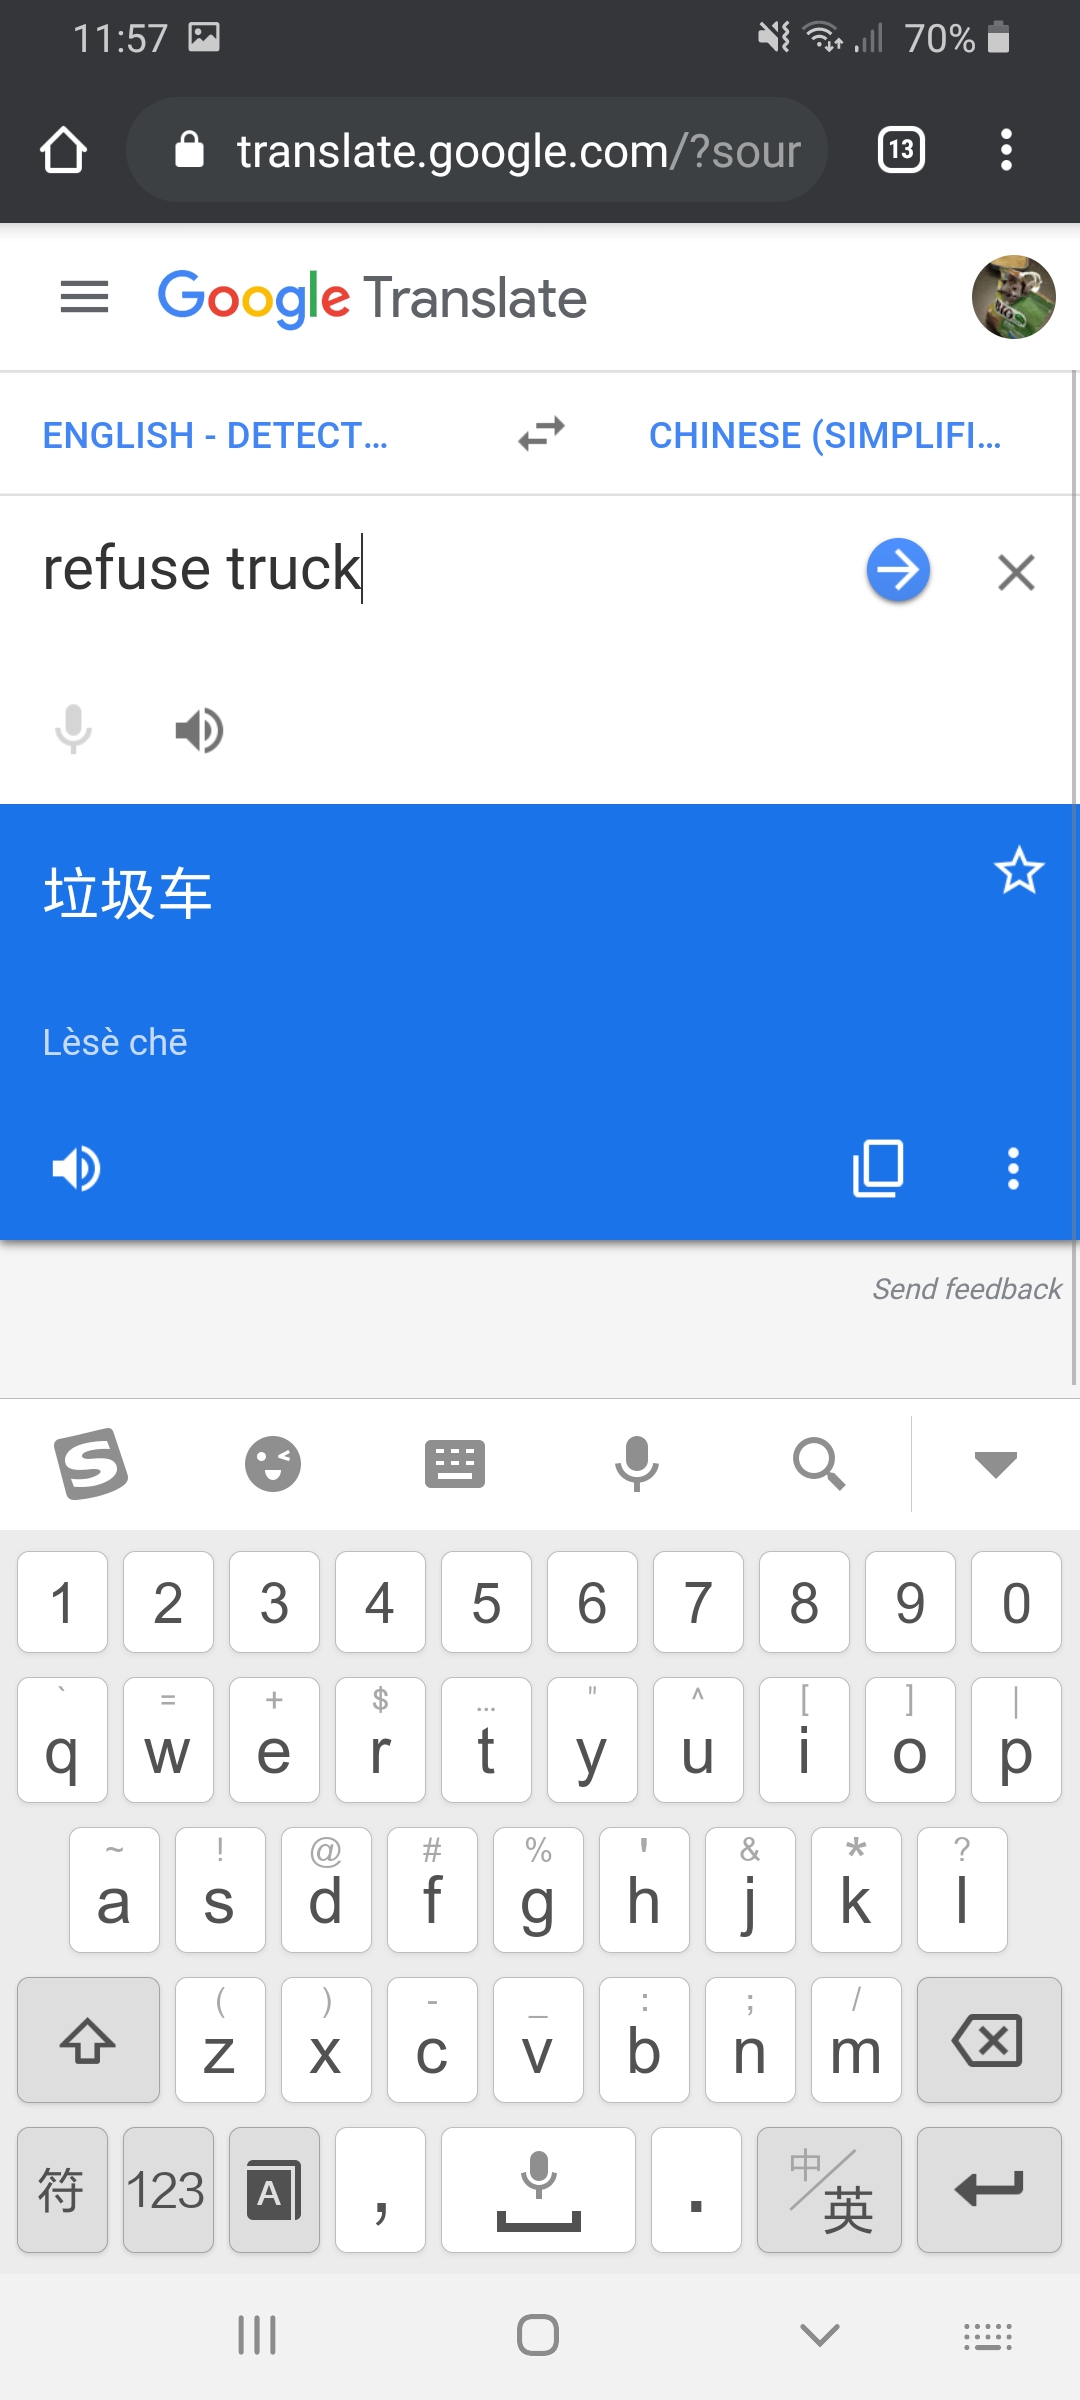 11:57 70%
translate.google.com/?sour 13
Google Translate
ENGLISH - DETECT... CHINESE (SIMPLIFI...
refuse truck
垃圾车
Lèsè chē
Send feedback
1 2 3 4 5 6 7 8 9 0
` = + $ ... " ^ [ ] |
q w e r t y u i o p
~ ! @ # % ' & * ?
a s d f g h j k l
( ) - _ : ; /
z x c v b n m
符 123 A , . 中/英